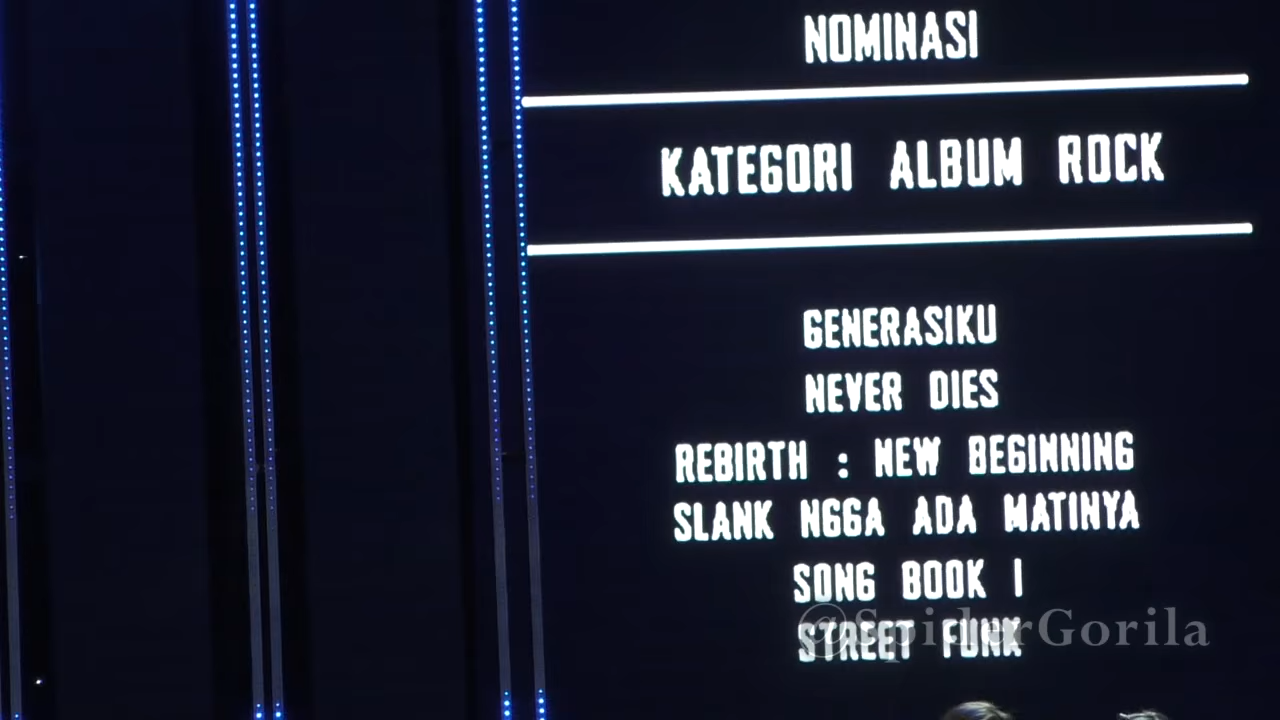 NOMINASI
KATEGORI ALBUM ROCK
GENERASIKU
NEVER DIES
REBIRTH : NEW BEGINNING
SLANK NGGA ADA MATINYA
SONG BOOK I
STREET FUNK
@SpiderGorila